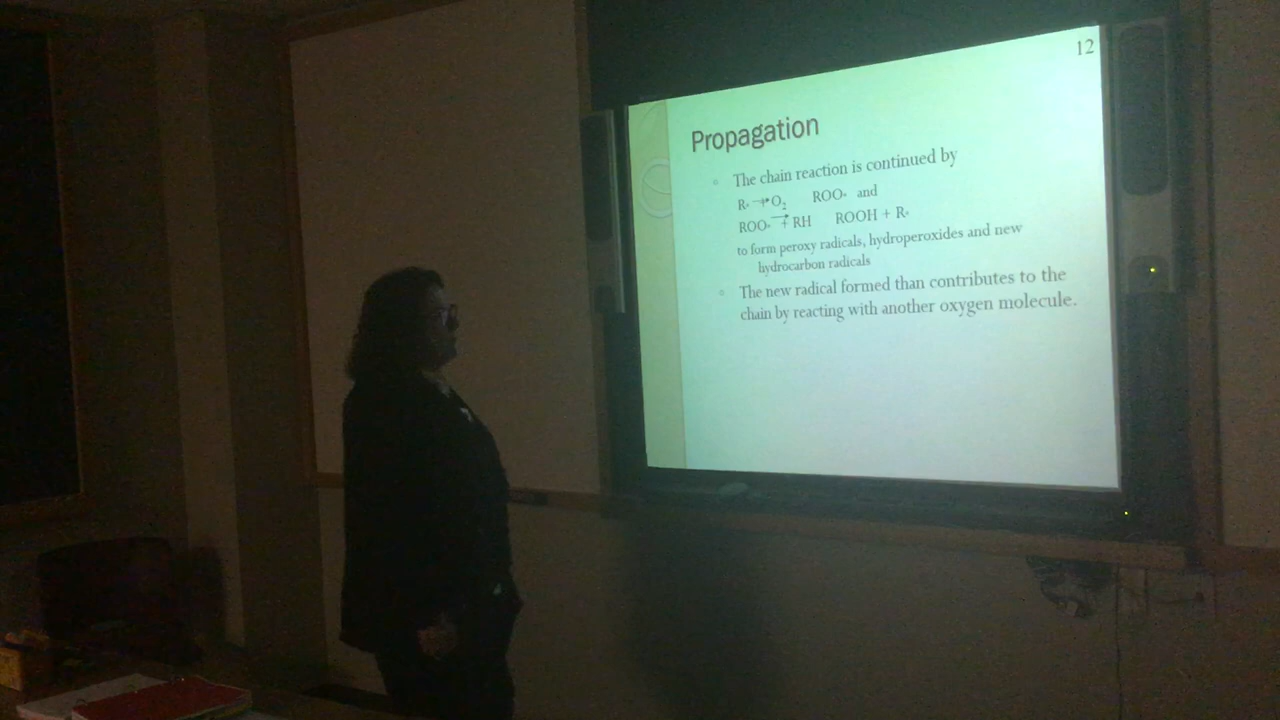 12
Propagation
The chain reaction is continued by
R• → + O₂ ROO• and
ROO• → + RH ROOH + R•
to form peroxy radicals, hydroperoxides and new
hydrocarbon radicals
The new radical formed than contributes to the
chain by reacting with another oxygen molecule.